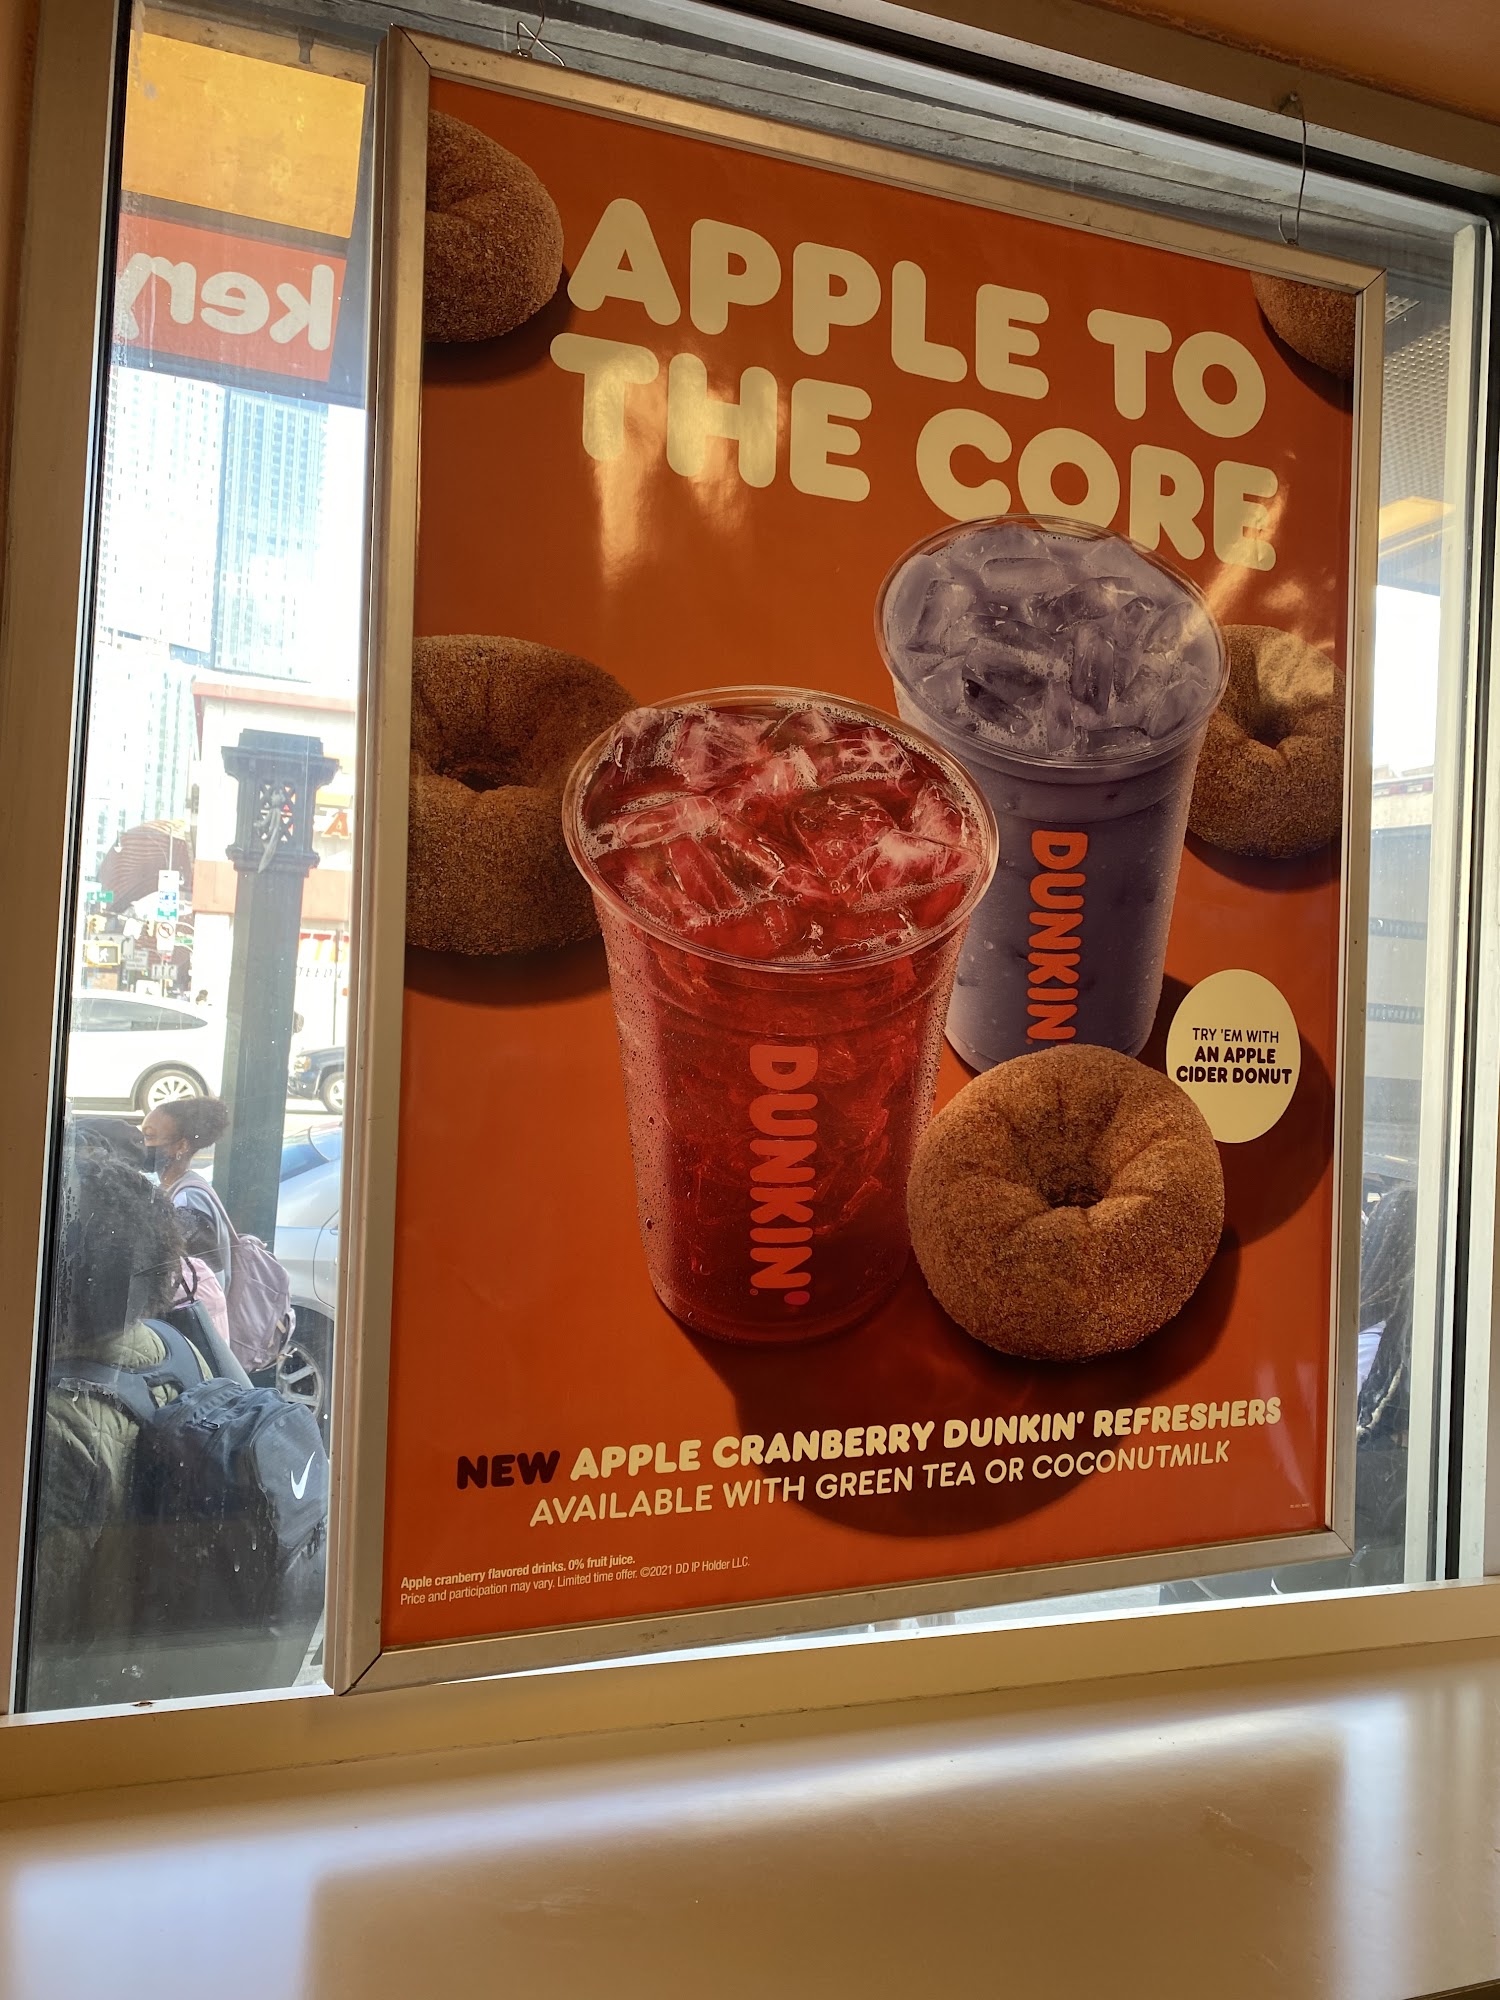 ker
APPLE TO
THE CORE
DUNKIN'
DUNKIN'
TRY 'EM WITH
AN APPLE
CIDER DONUT
NEW APPLE CRANBERRY DUNKIN' REFRESHERS
AVAILABLE WITH GREEN TEA OR COCONUTMILK
Apple cranberry flavored drinks. 0% fruit juice.
Price and participation may vary. Limited time offer. ©2021 DD IP Holder LLC.